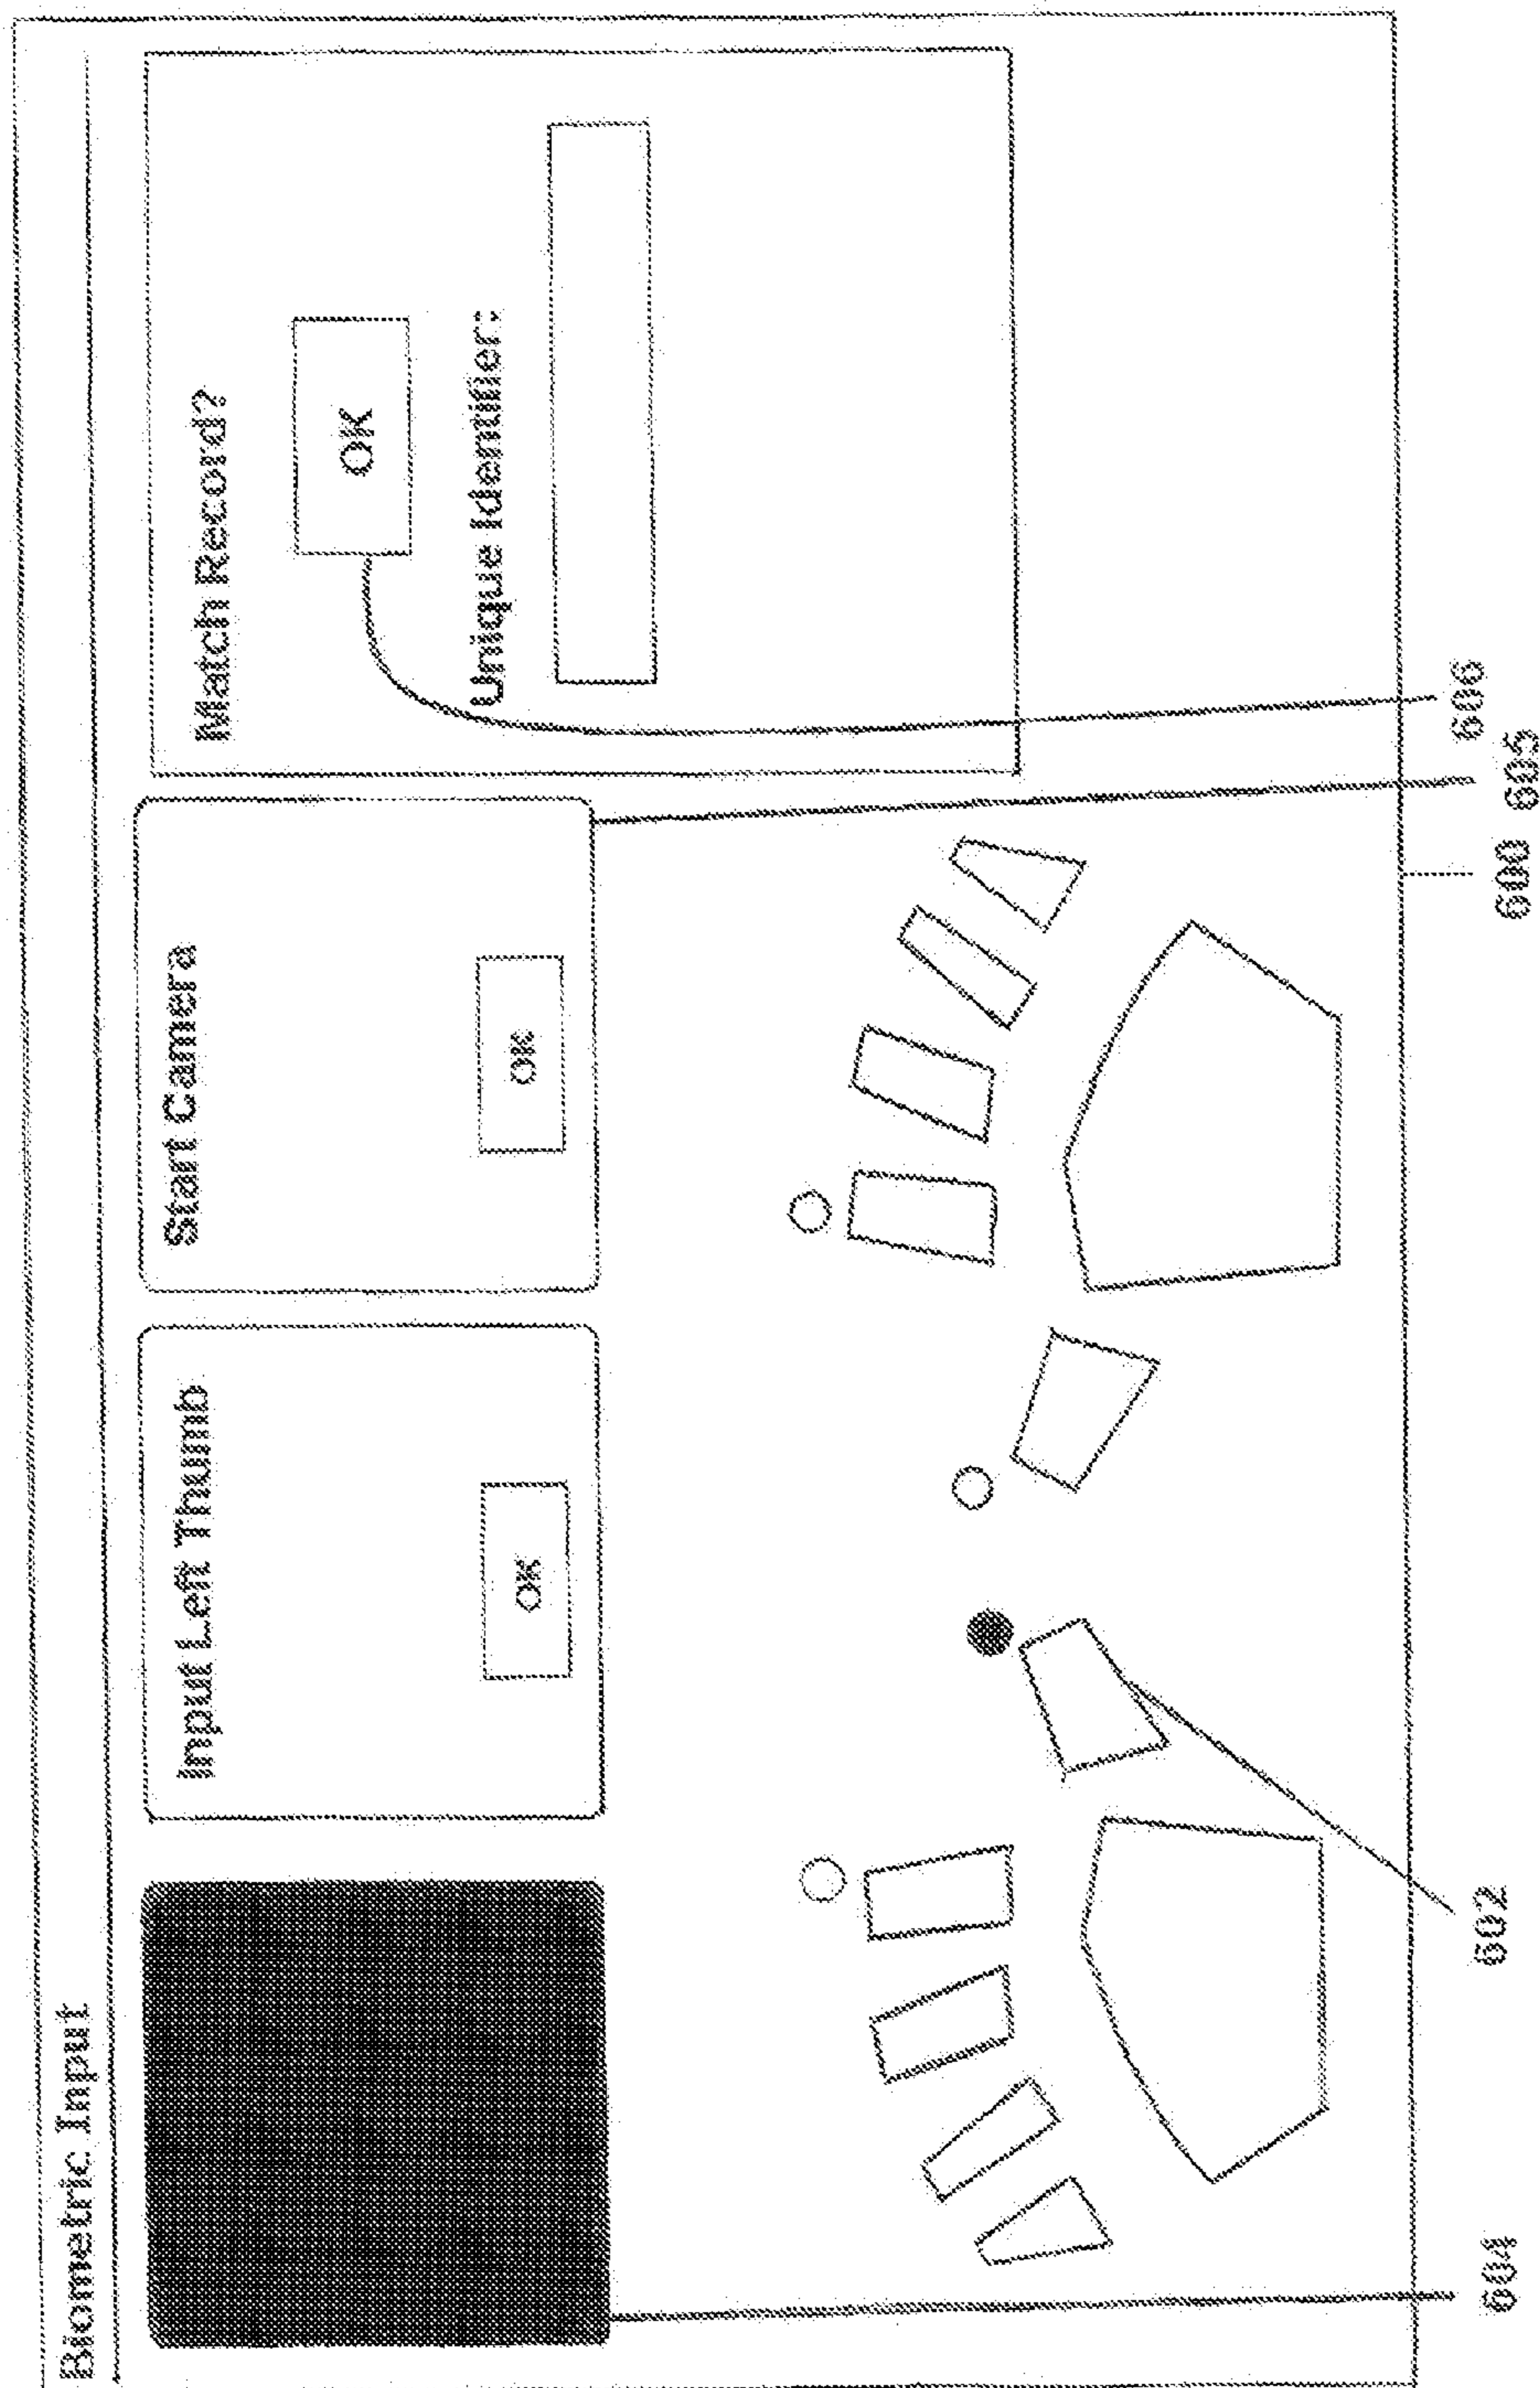 Biometric Input
Input Left Thumb
OK
Start Camera
OK
Match Record?
OK
Unique Identifier:
604
602
600
605
606